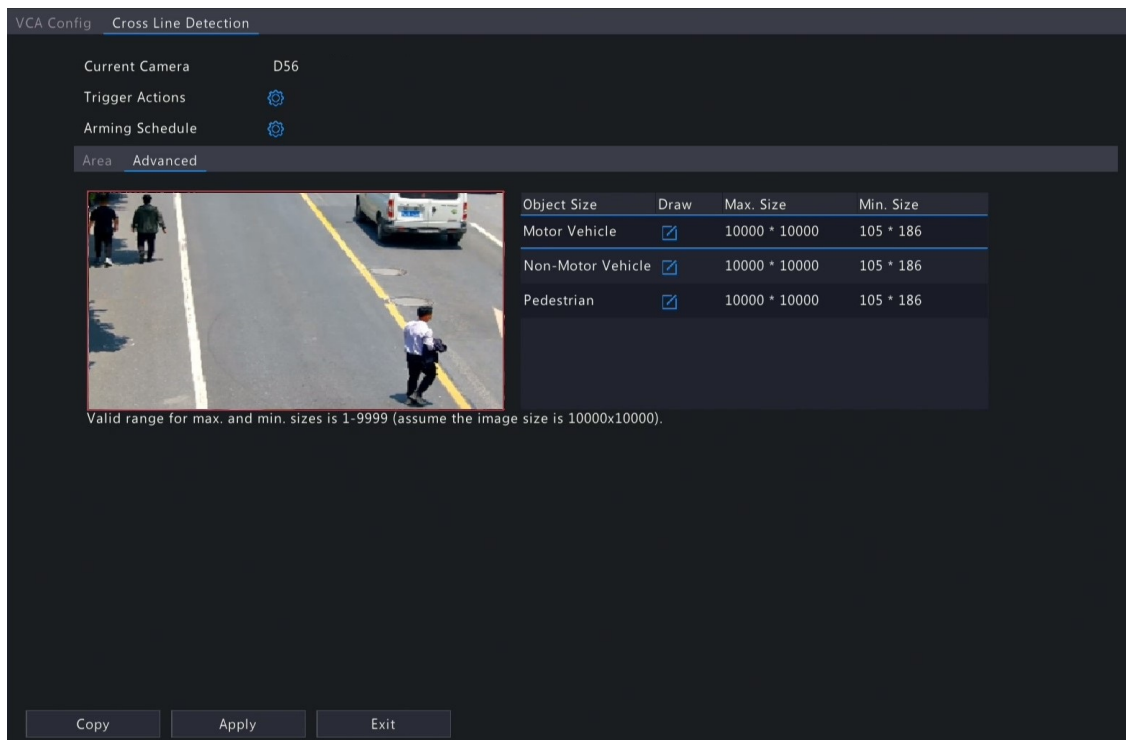 VCA Config Cross Line Detection
Current Camera D56
Trigger Actions
Arming Schedule
Area Advanced
Object Size Draw Max. Size Min. Size
Motor Vehicle 10000 * 10000 105 * 186
Non-Motor Vehicle 10000 * 10000 105 * 186
Pedestrian 10000 * 10000 105 * 186
Valid range for max. and min. sizes is 1-9999 (assume the image size is 10000x10000).
Copy Apply Exit